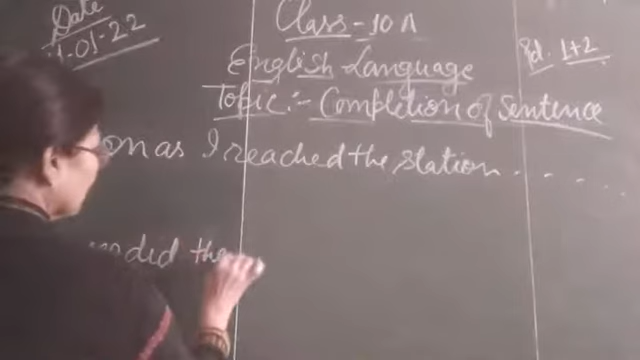 Date
Class - 10 A
1-01-22
Pd. 1+2
English Language
Topic :- Completion of Sentence
on as I reached the station . . . . . .
did the